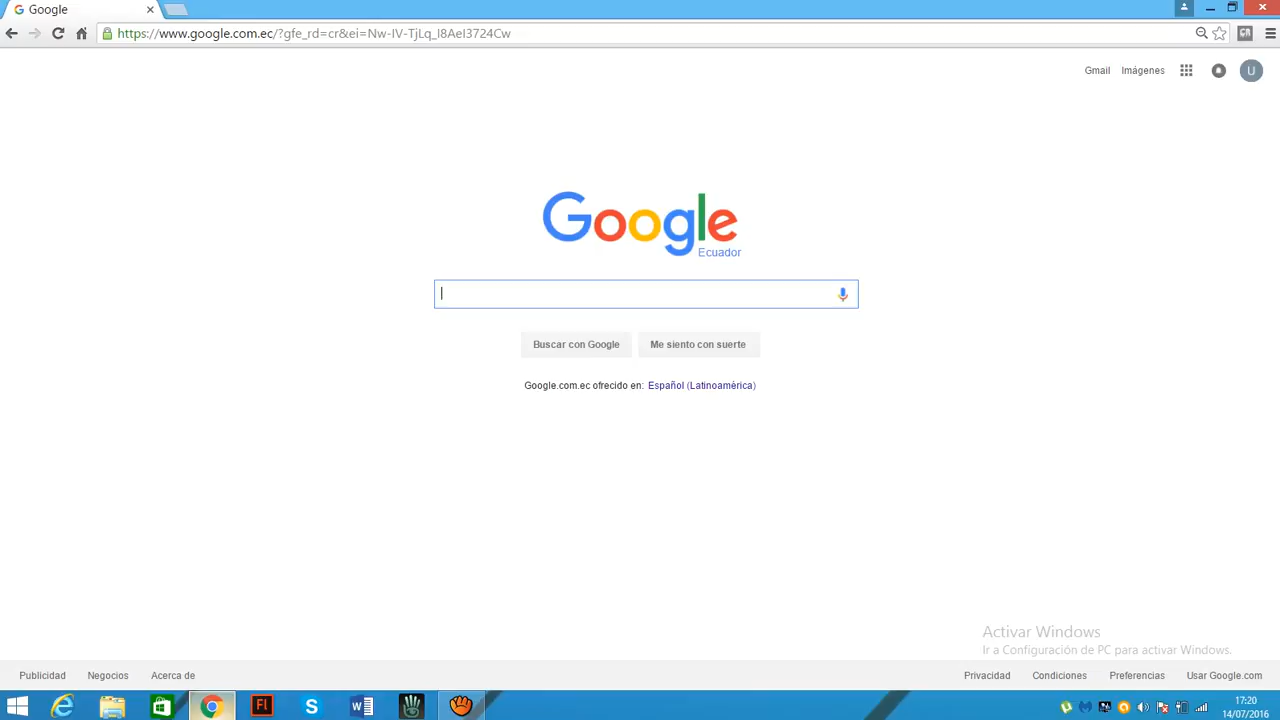 Google
https://www.google.com.ec/?gfe_rd=cr&ei=Nw-IV-TjLq_I8AeI3724Cw
Gmail Imágenes U
Google
Ecuador
Buscar con Google Me siento con suerte
Google.com.ec ofrecido en: Español (Latinoamérica)
Activar Windows
Ir a Configuración de PC para activar Windows.
Publicidad Negocios Acerca de Privacidad Condiciones Preferencias Usar Google.com
17:20
14/07/2016